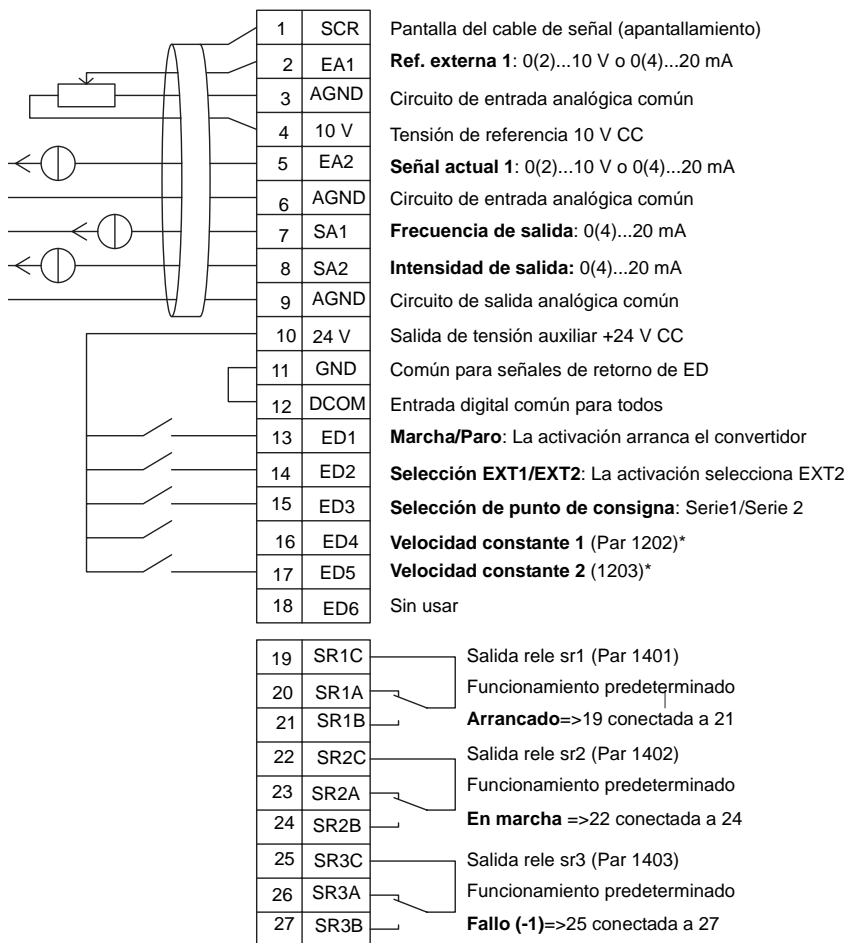 1 SCR Pantalla del cable de señal (apantallamiento)
2 EA1 Ref. externa 1: 0(2)...10 V o 0(4)...20 mA
3 AGND Circuito de entrada analógica común
4 10 V Tensión de referencia 10 V CC
5 EA2 Señal actual 1: 0(2)...10 V o 0(4)...20 mA
6 AGND Circuito de entrada analógica común
7 SA1 Frecuencia de salida: 0(4)...20 mA
8 SA2 Intensidad de salida: 0(4)...20 mA
9 AGND Circuito de salida analógica común
10 24 V Salida de tensión auxiliar +24 V CC
11 GND Común para señales de retorno de ED
12 DCOM Entrada digital común para todos
13 ED1 Marcha/Paro: La activación arranca el convertidor
14 ED2 Selección EXT1/EXT2: La activación selecciona EXT2
15 ED3 Selección de punto de consigna: Serie1/Serie 2
16 ED4 Velocidad constante 1 (Par 1202)*
17 ED5 Velocidad constante 2 (1203)*
18 ED6 Sin usar
19 SR1C Salida rele sr1 (Par 1401)
20 SR1A Funcionamiento predeterminado
21 SR1B Arrancado=>19 conectada a 21
22 SR2C Salida rele sr2 (Par 1402)
23 SR2A Funcionamiento predeterminado
24 SR2B En marcha =>22 conectada a 24
25 SR3C Salida rele sr3 (Par 1403)
26 SR3A Funcionamiento predeterminado
27 SR3B Fallo (-1)=>25 conectada a 27